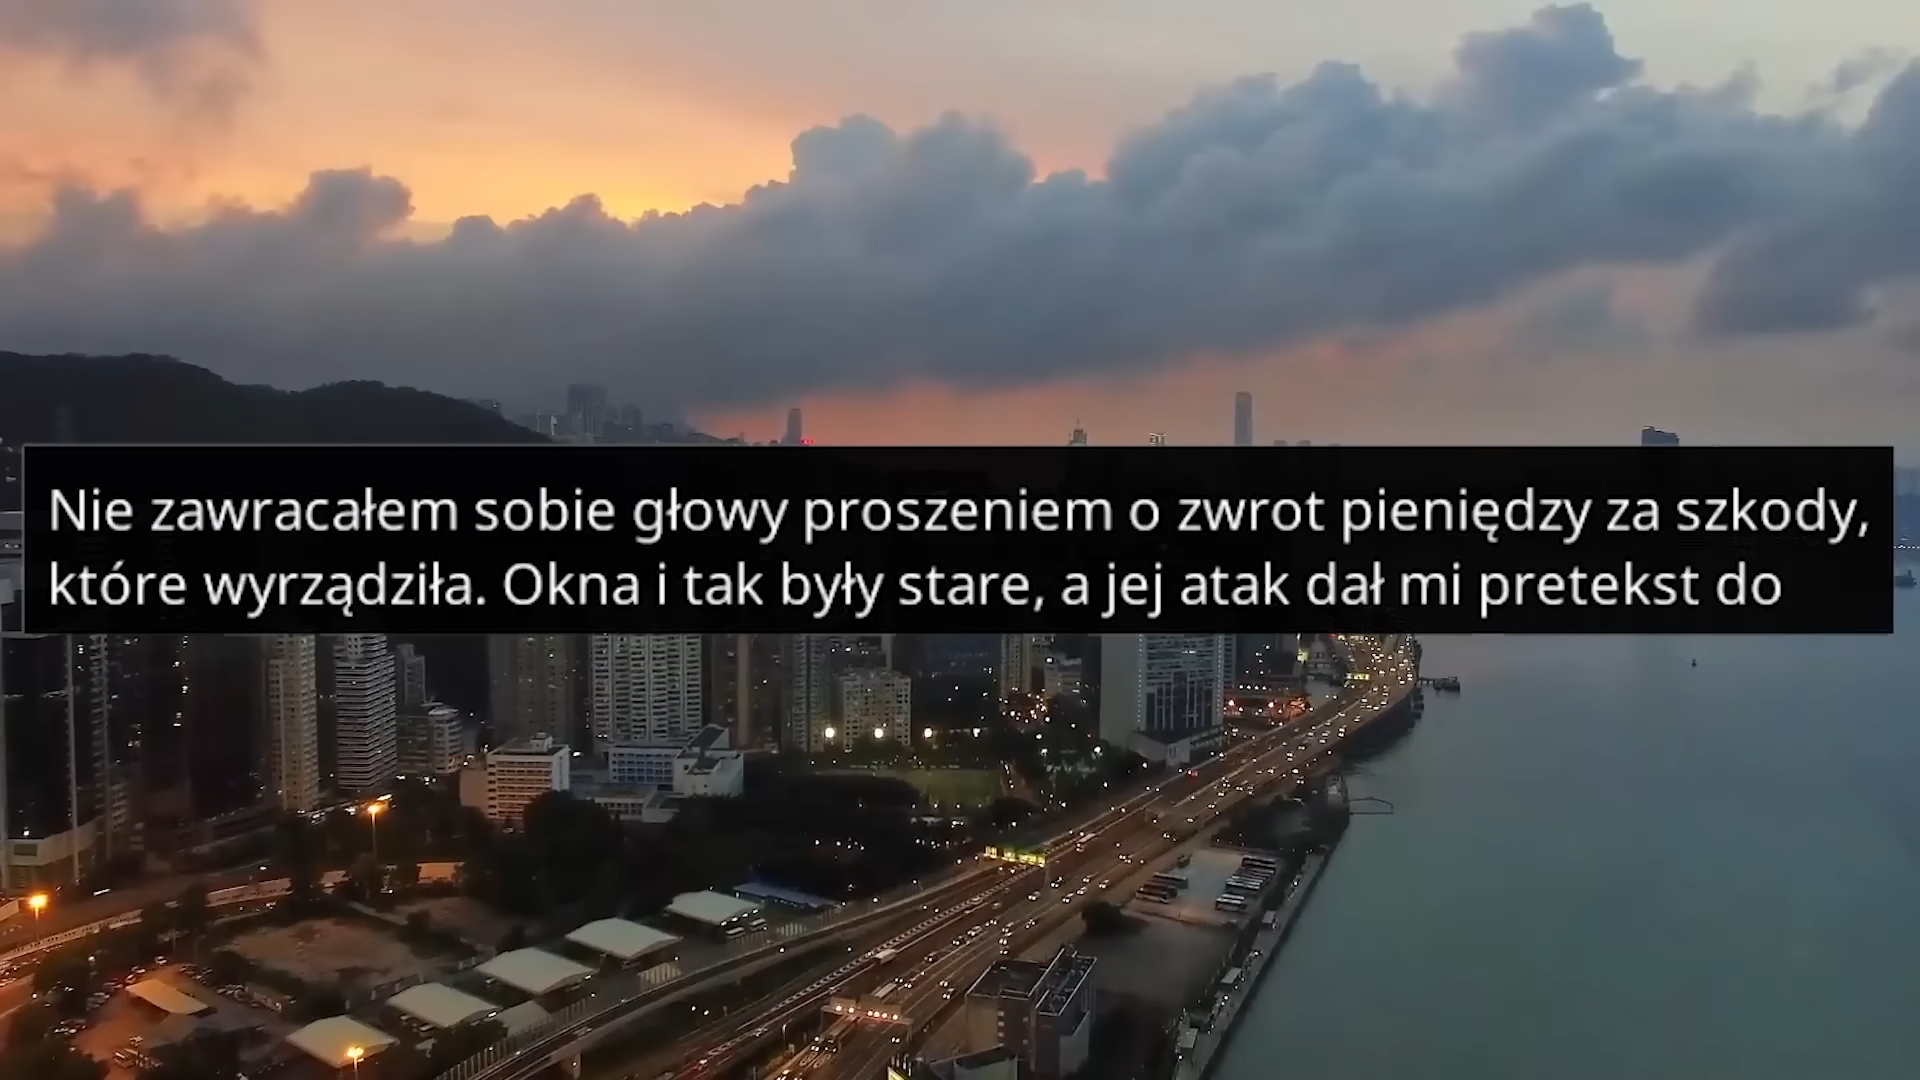 Nie zawracałem sobie głowy proszeniem o zwrot pieniędzy za szkody,
które wyrządziła. Okna i tak były stare, a jej atak dał mi pretekst do